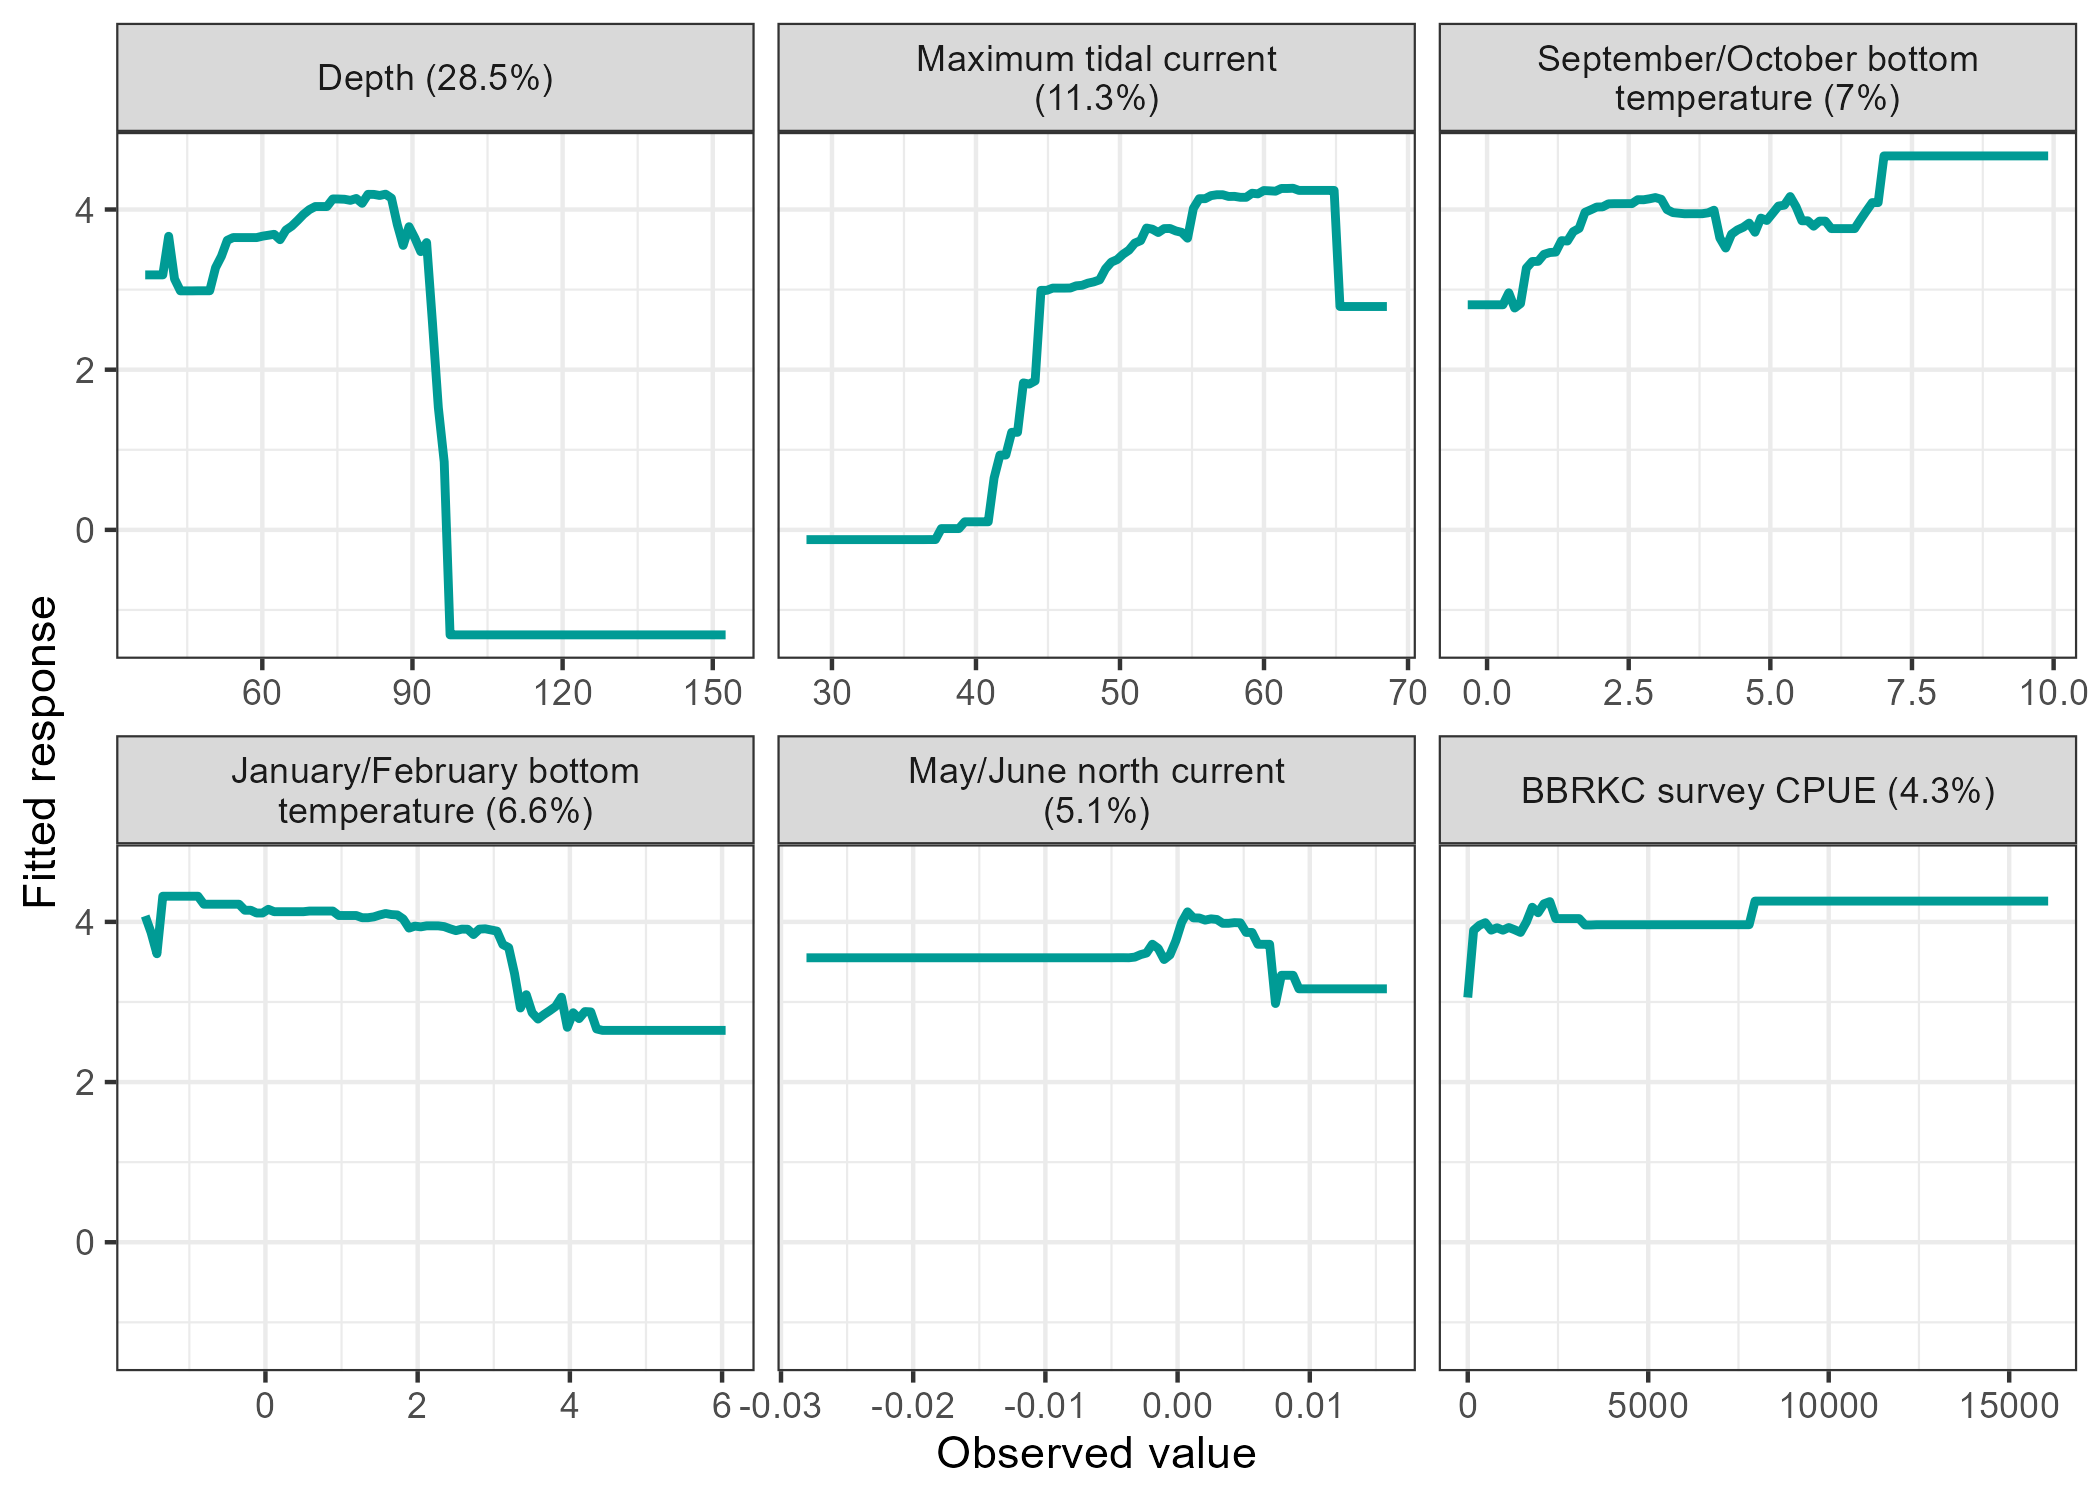 Depth (28.5%)
Maximum tidal current
(11.3%)
September/October bottom
temperature (7%)
4
2
0
60 90 120 150
30 40 50 60 70
0.0 2.5 5.0 7.5 10.0
Fitted response
January/February bottom
temperature (6.6%)
May/June north current
(5.1%)
BBRKC survey CPUE (4.3%)
4
2
0
0 2 4 6
-0.03 -0.02 -0.01 0.00 0.01
0 5000 10000 15000
Observed value